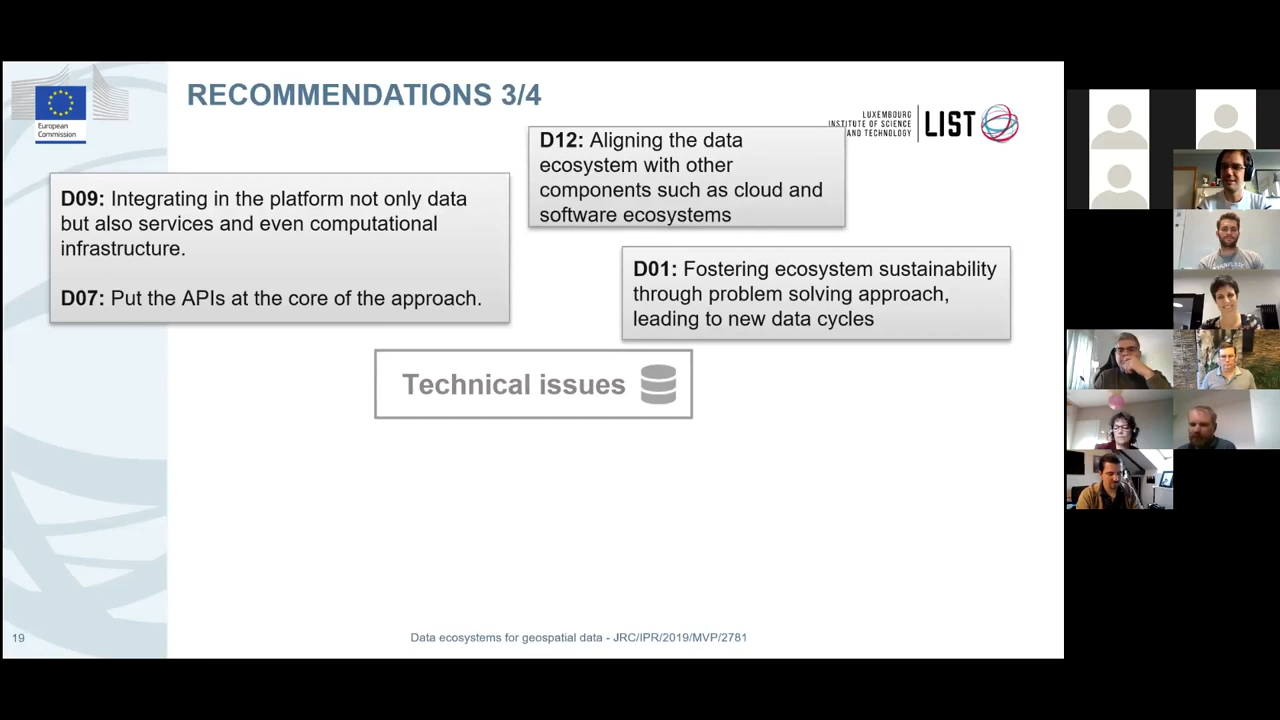 RECOMMENDATIONS 3/4
European
Commission
LUXEMBOURG
INSTITUTE OF SCIENCE
AND TECHNOLOGY
LIST
D12: Aligning the data
ecosystem with other
components such as cloud and
software ecosystems
D09: Integrating in the platform not only data
but also services and even computational
infrastructure.
D07: Put the APIs at the core of the approach.
D01: Fostering ecosystem sustainability
through problem solving approach,
leading to new data cycles
Technical issues
19
Data ecosystems for geospatial data - JRC/IPR/2019/MVP/2781